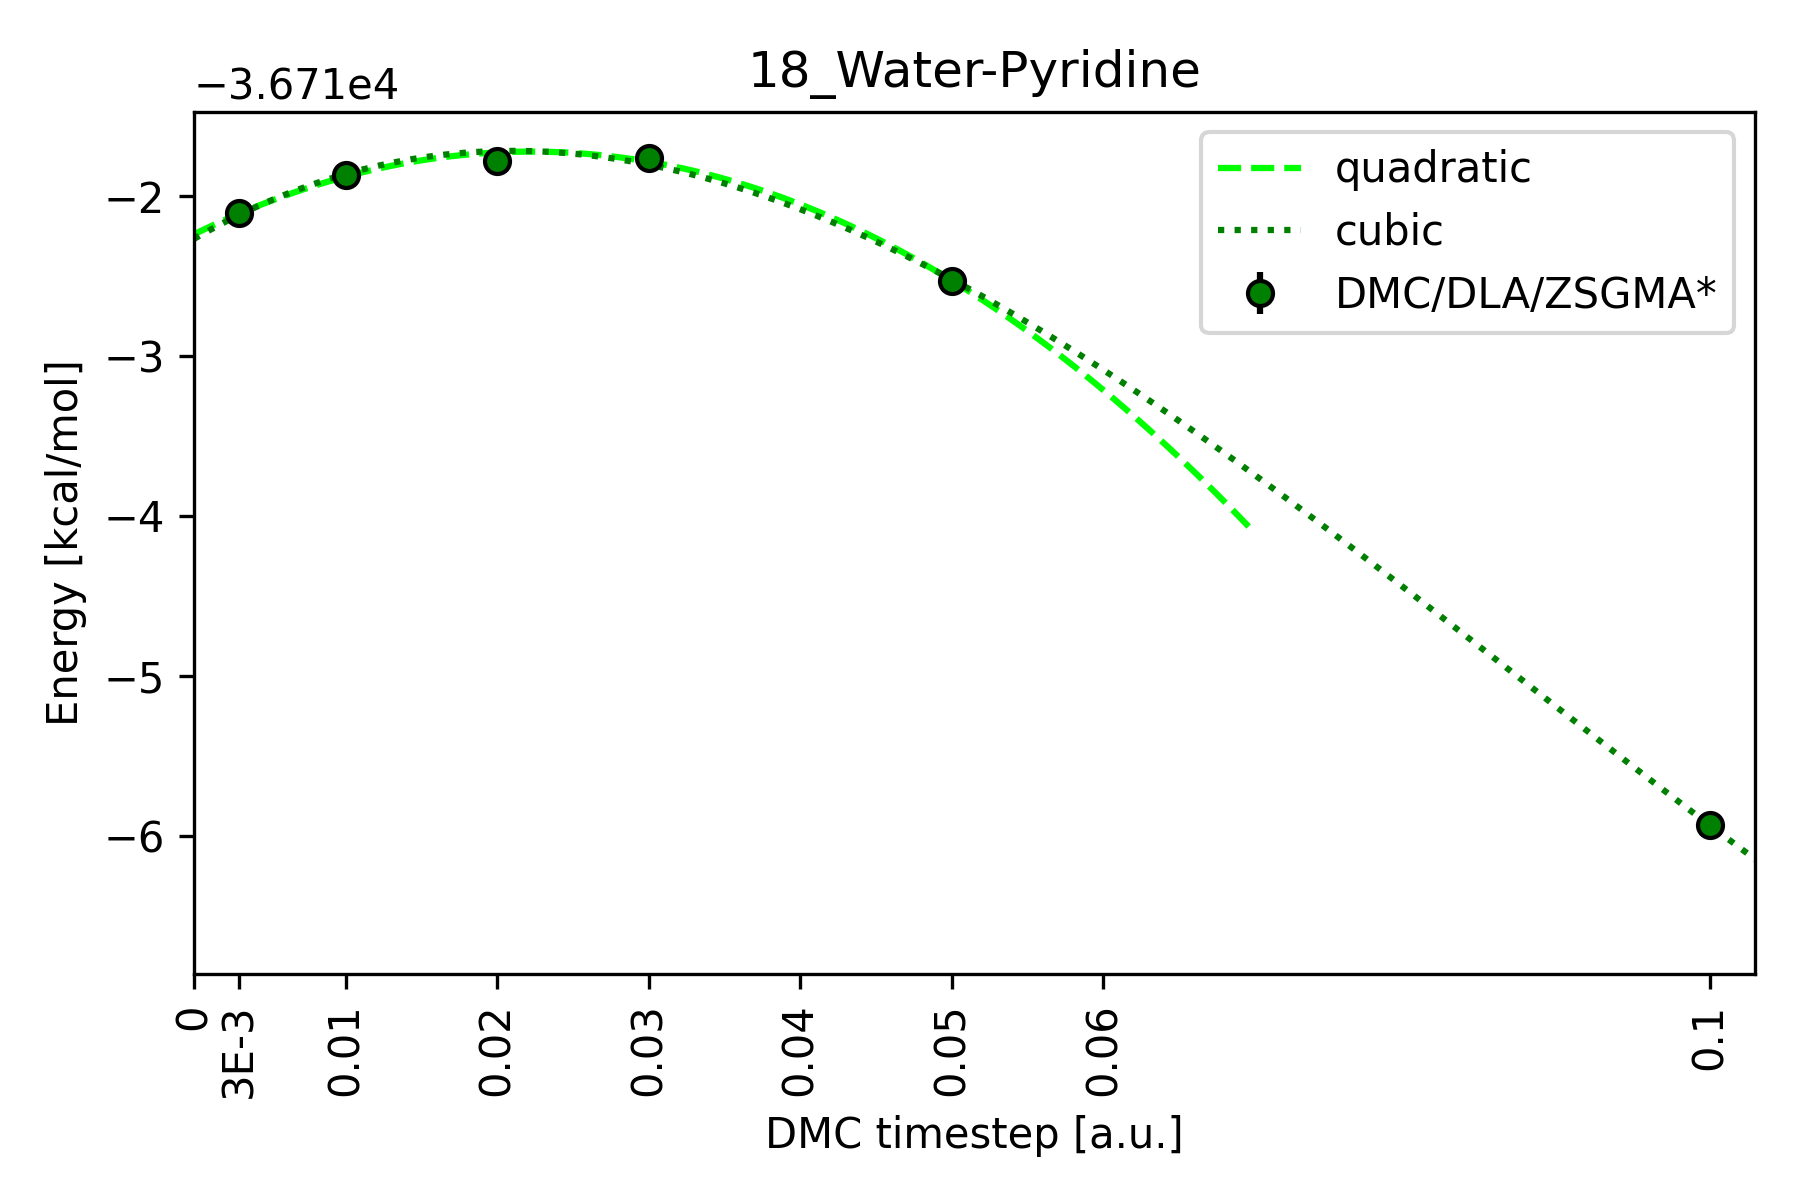 18_Water-Pyridine
−3.671e4
quadratic
cubic
DMC/DLA/ZSGMA*
Energy [kcal/mol]
−2
−3
−4
−5
−6
0
3E-3
0.01
0.02
0.03
0.04
0.05
0.06
0.1
DMC timestep [a.u.]